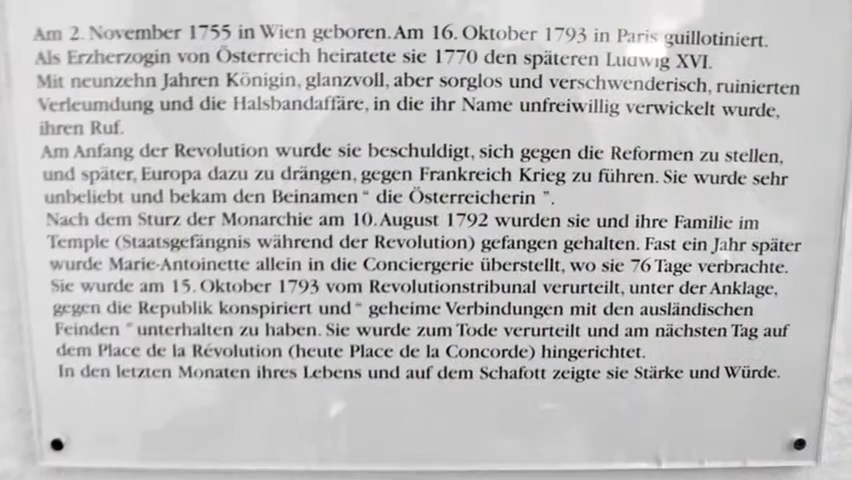 Am 2. November 1755 in Wien geboren. Am 16. Oktober 1793 in Paris guillotiniert.
Als Erzherzogin von Österreich heiratete sie 1770 den späteren Ludwig XVI.
Mit neunzehn Jahren Königin, glanzvoll, aber sorglos und verschwenderisch, ruinierten
Verleumdung und die Halsbandaffäre, in die ihr Name unfreiwillig verwickelt wurde,
ihren Ruf.
Am Anfang der Revolution wurde sie beschuldigt, sich gegen die Reformen zu stellen,
und später, Europa dazu zu drängen, gegen Frankreich Krieg zu führen. Sie wurde sehr
unbeliebt und bekam den Beinamen “ die Österreicherin ”.
Nach dem Sturz der Monarchie am 10. August 1792 wurden sie und ihre Familie im
Temple (Staatsgefängnis während der Revolution) gefangen gehalten. Fast ein Jahr später
wurde Marie-Antoinette allein in die Conciergerie überstellt, wo sie 76 Tage verbrachte.
Sie wurde am 15. Oktober 1793 vom Revolutionstribunal verurteilt, unter der Anklage,
gegen die Republik konspiriert und “ geheime Verbindungen mit den ausländischen
Feinden ” unterhalten zu haben. Sie wurde zum Tode verurteilt und am nächsten Tag auf
dem Place de la Révolution (heute Place de la Concorde) hingerichtet.
In den letzten Monaten ihres Lebens und auf dem Schafott zeigte sie Stärke und Würde.